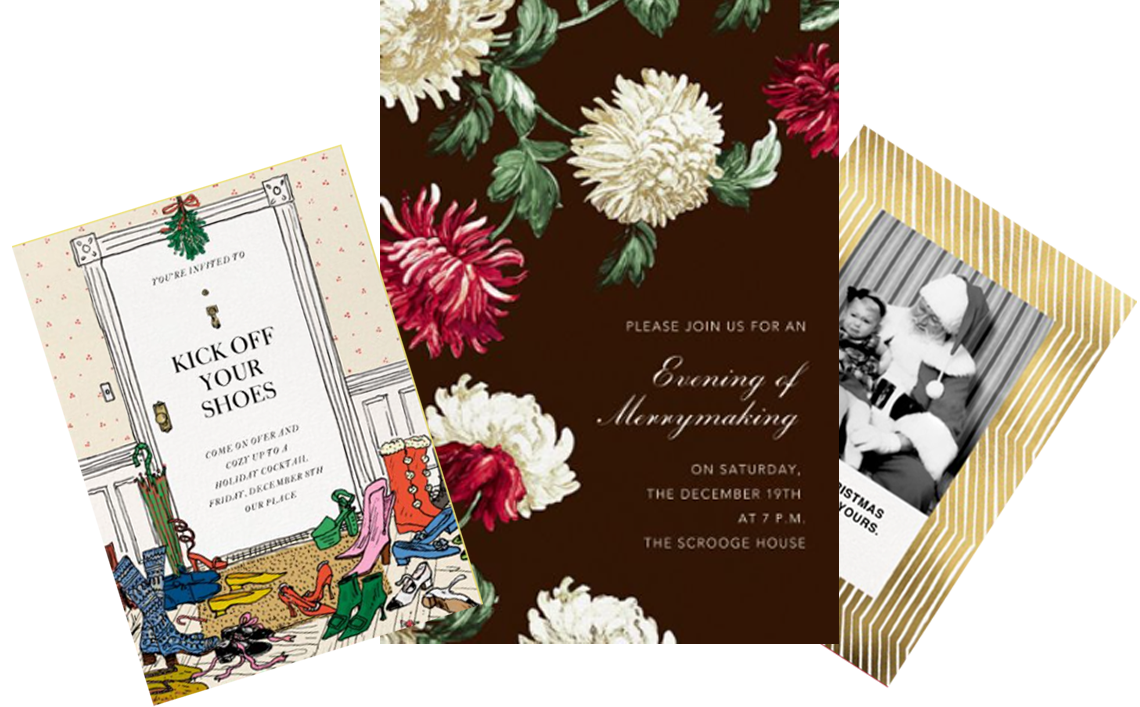 YOU'RE INVITED TO
KICK OFF
YOUR
SHOES
COME ON OVER AND
COZY UP TO A
HOLIDAY COCKTAIL
FRIDAY, DECEMBER 8TH
OUR PLACE
PLEASE JOIN US FOR AN
Evening of
Merrymaking
ON SATURDAY,
THE DECEMBER 19TH
AT 7 P.M.
THE SCROOGE HOUSE
ISTMAS
YOURS.